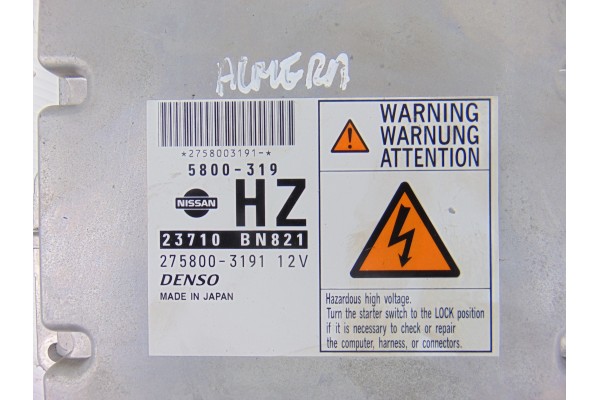 ALMERA
WARNING
WARNUNG
ATTENTION
*2758003191-*
5800-319
NISSAN
HZ
23710 BN821
275800-3191 12V
DENSO
MADE IN JAPAN
Hazardous high voltage.
Turn the starter switch to the LOCK position
if it is necessary to check or repair
the computer, harness, or connectors.